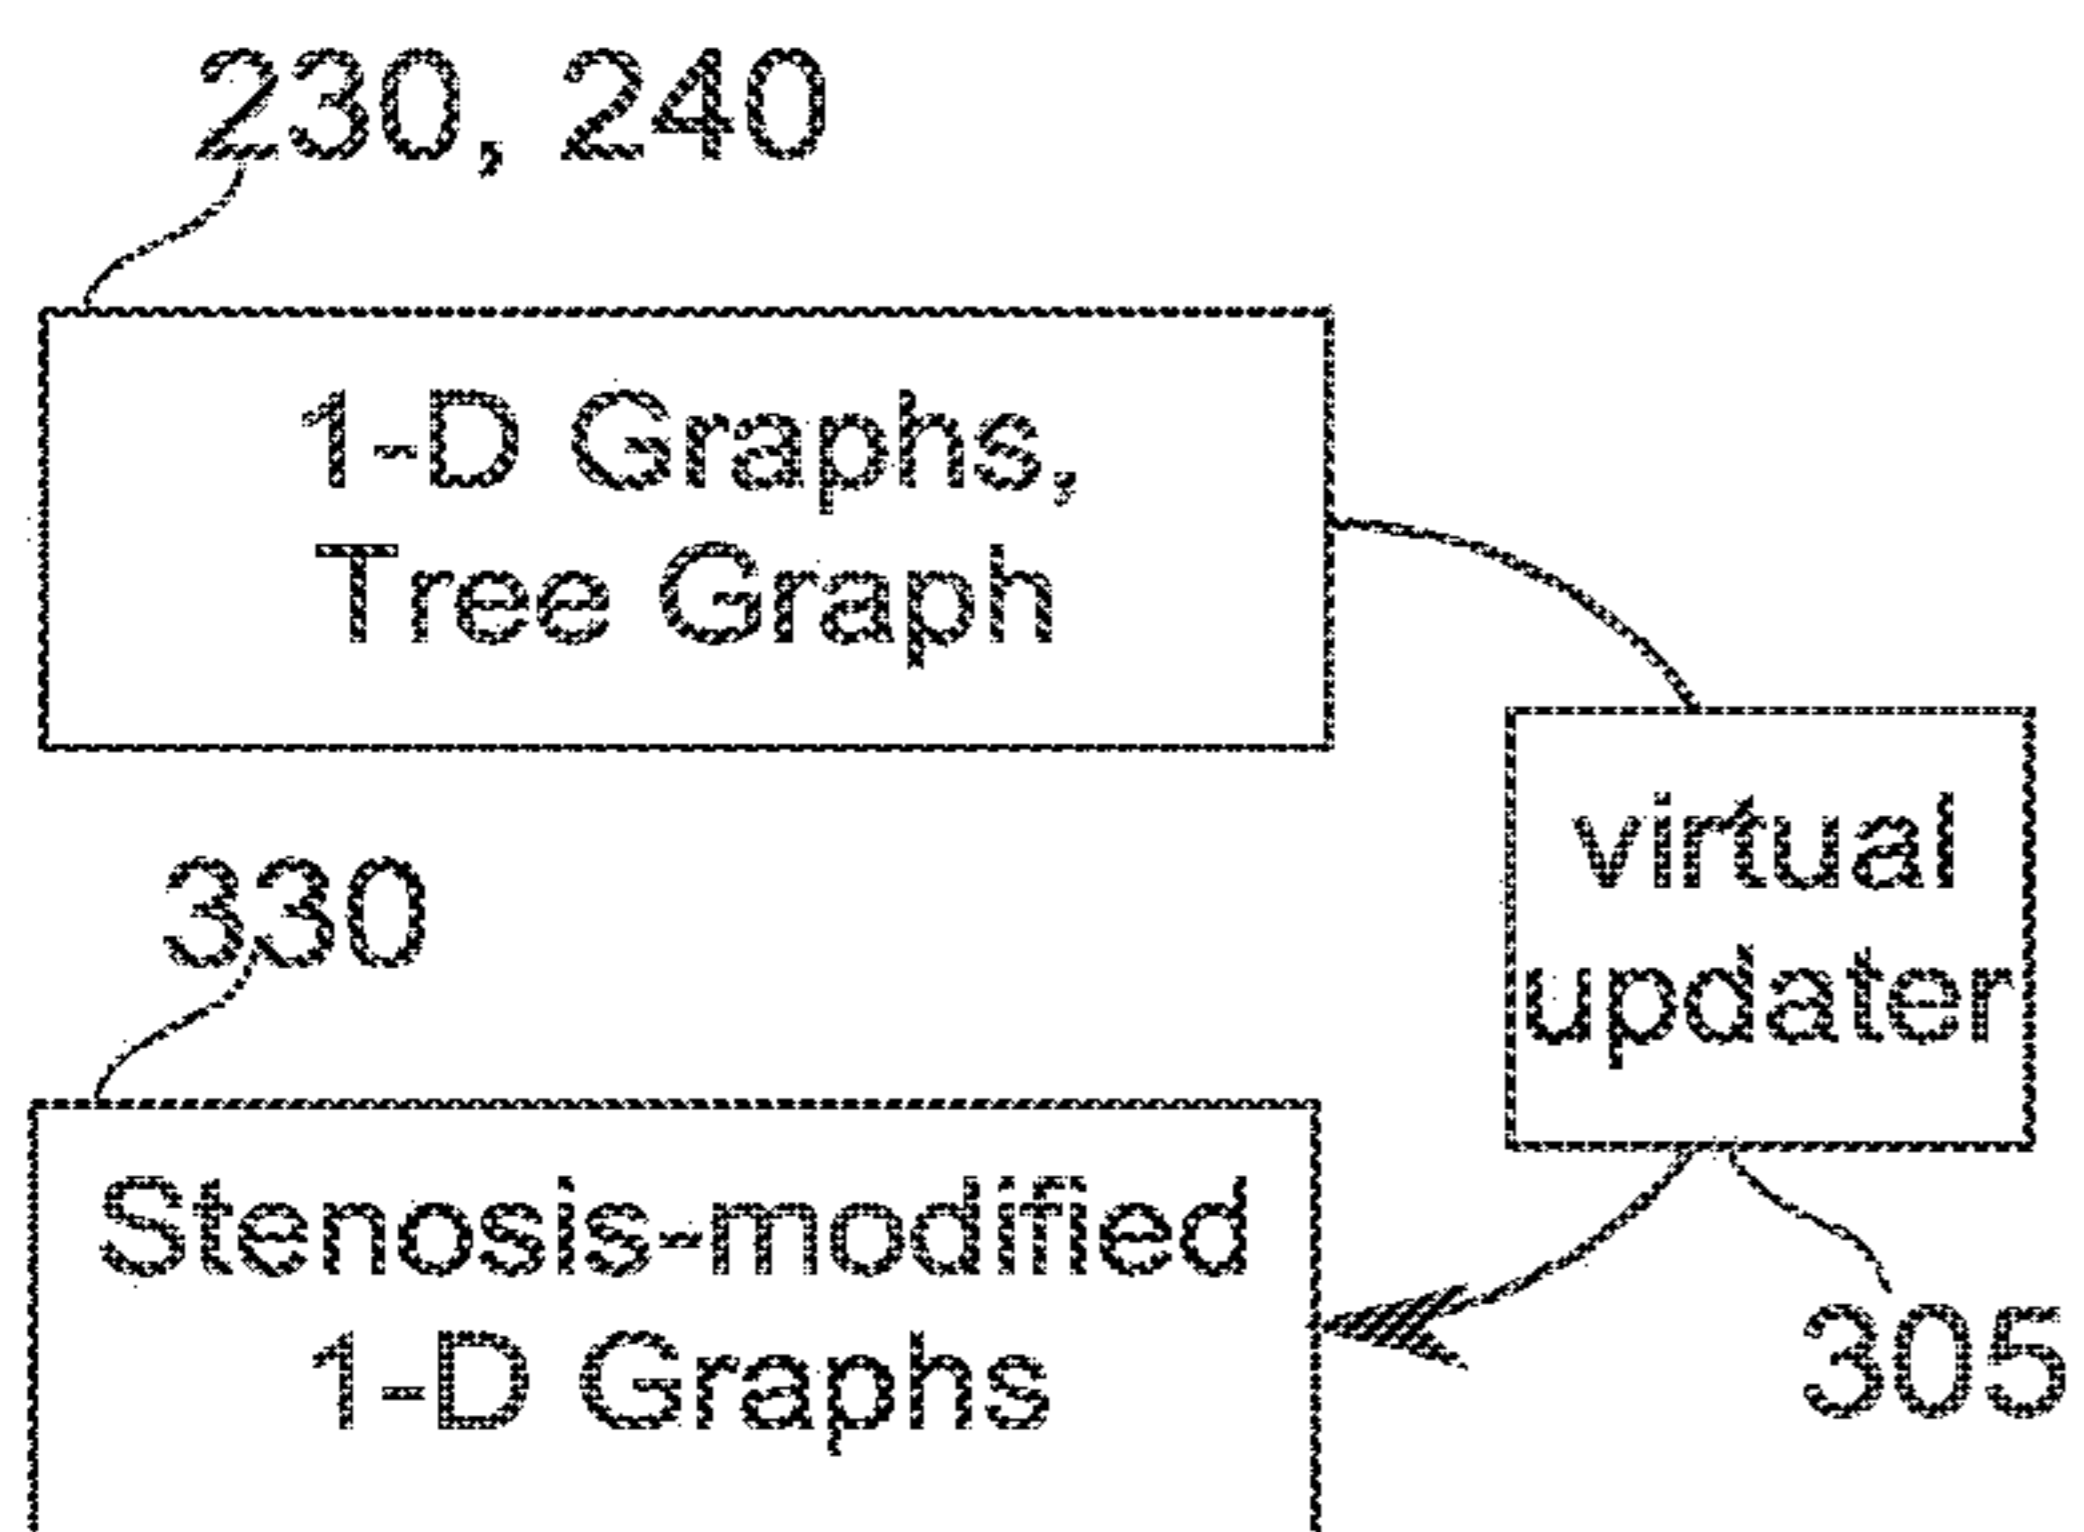 230, 240
1-D Graphs,
Tree Graph
virtual
updater
330
Stenosis-modified
1-D Graphs
305